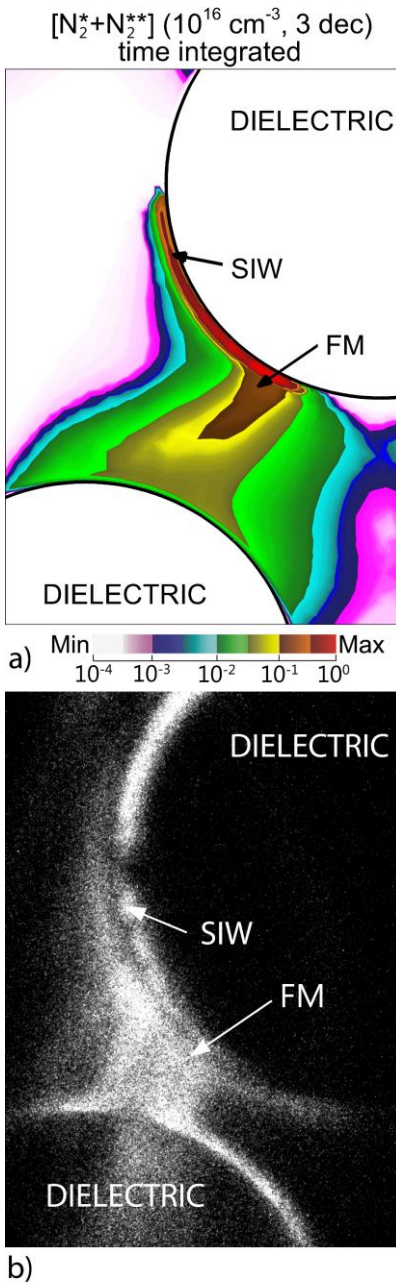 [N₂*+N₂**] (10¹⁶ cm⁻³, 3 dec)
time integrated
DIELECTRIC
SIW
FM
DIELECTRIC
a) Min Max
10⁻⁴ 10⁻³ 10⁻² 10⁻¹ 10⁰
DIELECTRIC
SIW
FM
DIELECTRIC
b)